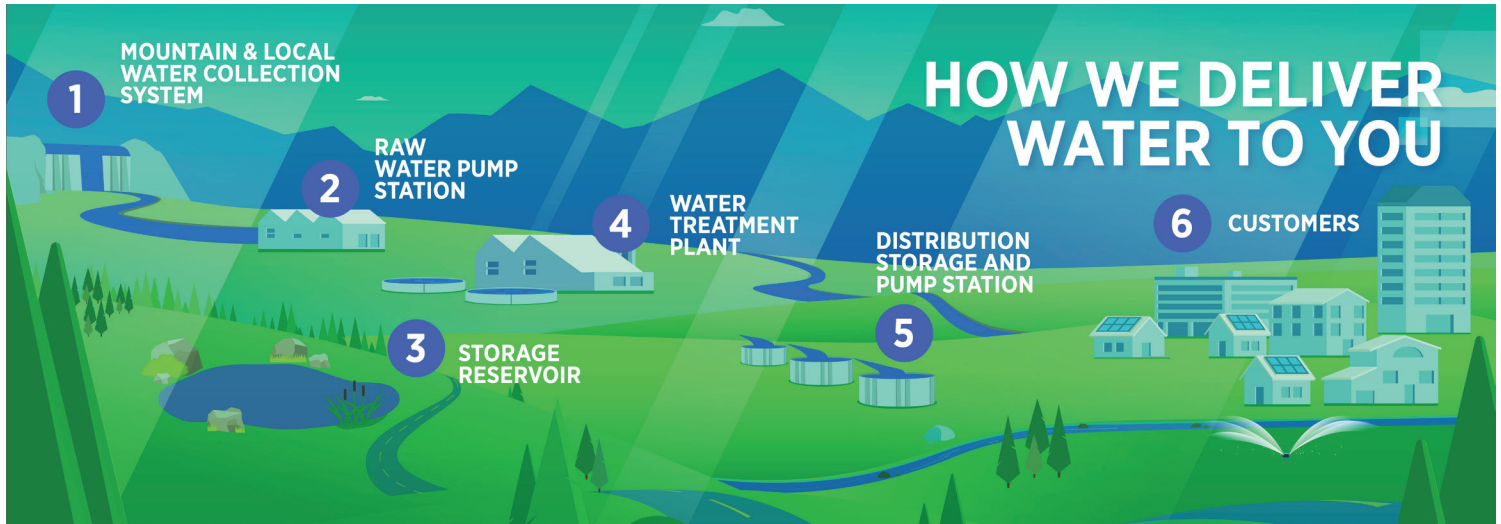 HOW WE DELIVER
WATER TO YOU
1
MOUNTAIN & LOCAL
WATER COLLECTION
SYSTEM
2
RAW
WATER PUMP
STATION
3
STORAGE
RESERVOIR
4
WATER
TREATMENT
PLANT
5
DISTRIBUTION
STORAGE AND
PUMP STATION
6
CUSTOMERS